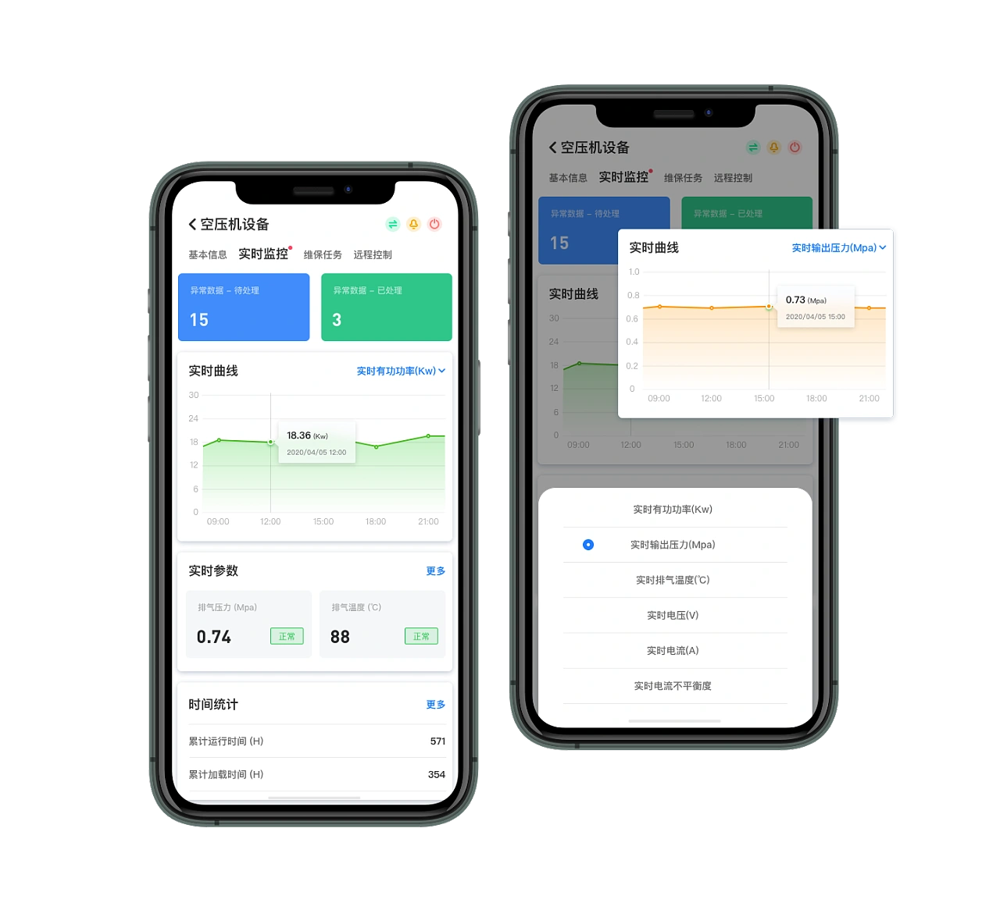 空压机设备
基本信息 实时监控 维保任务 远程控制
异常数据 – 待处理 异常数据 – 已处理
15 3
实时曲线 实时有功功率(Kw)
30
24
18
12
6
0
18.36 (Kw)
2020/04/05 12:00
09:00 12:00 15:00 18:00 21:00
实时参数 更多
排气压力 (Mpa) 排气温度 (℃)
0.74 正常 88 正常
时间统计 更多
累计运行时间 (H) 571
累计加载时间 (H) 354
空压机设备
基本信息 实时监控 维保任务 远程控制
异常数据 – 待处理 异常数据 – 已处理
15
实时曲线
30
24
18
12
6
0
09:00 12:00 15:00 18:00 21:00
实时曲线 实时输出压力(Mpa)
1.0
0.8
0.6
0.4
0.2
0
0.73 (Mpa)
2020/04/05 15:00
09:00 12:00 15:00 18:00 21:00
实时有功功率(Kw)
实时输出压力(Mpa)
实时排气温度(℃)
实时电压(V)
实时电流(A)
实时电流不平衡度